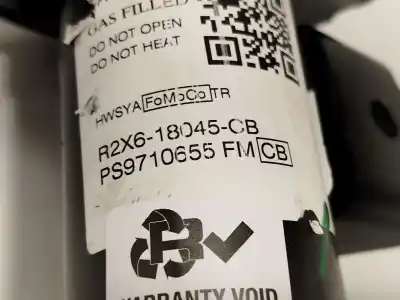 GAS FILLED
DO NOT OPEN
DO NOT HEAT
HWSYA FoMoCo TR
R2X6-18045-CB
PS9710655 FM CB
R
WARRANTY VOID